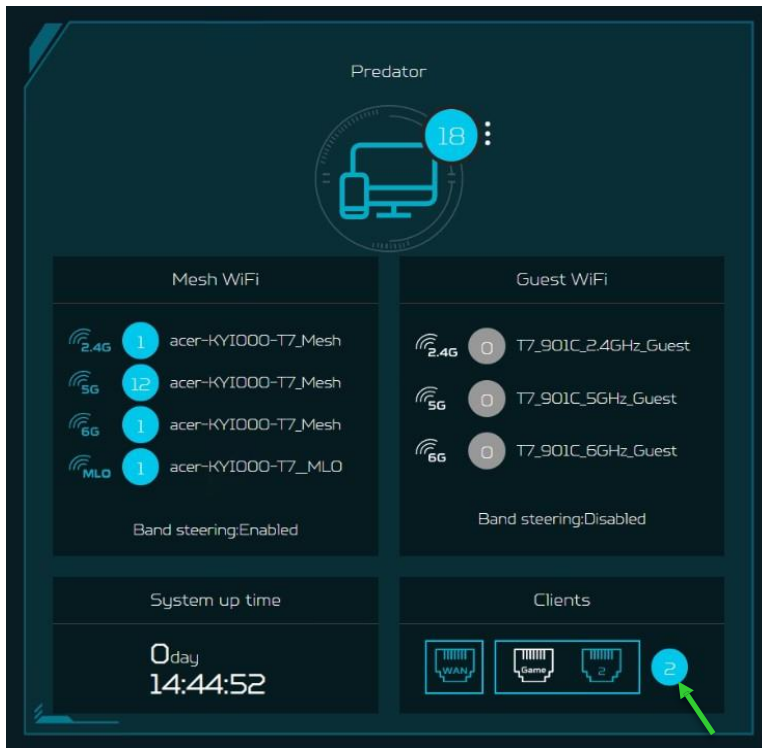 Predator
18
Mesh WiFi
2.4G 1 acer-KYI000-T7_Mesh
5G 12 acer-KYI000-T7_Mesh
6G 1 acer-KYI000-T7_Mesh
MLO 1 acer-KYI000-T7__MLO
Band steering:Enabled
Guest WiFi
2.4G 0 T7_901C_2.4GHz_Guest
5G 0 T7_901C_5GHz_Guest
6G 0 T7_901C_6GHz_Guest
Band steering:Disabled
System up time
0day
14:44:52
Clients
WAN Game 2 2